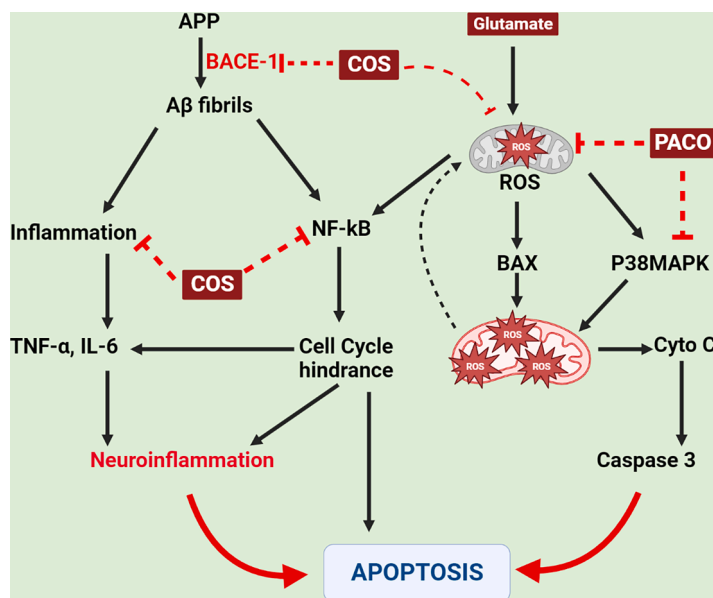 APP
Glutamate
BACE-1
COS
Aβ fibrils
ROS
PACO
ROS
Inflammation
NF-kB
COS
BAX
P38MAPK
ROS
ROS
ROS
TNF-α, IL-6
Cell Cycle
hindrance
Cyto C
Neuroinflammation
Caspase 3
APOPTOSIS